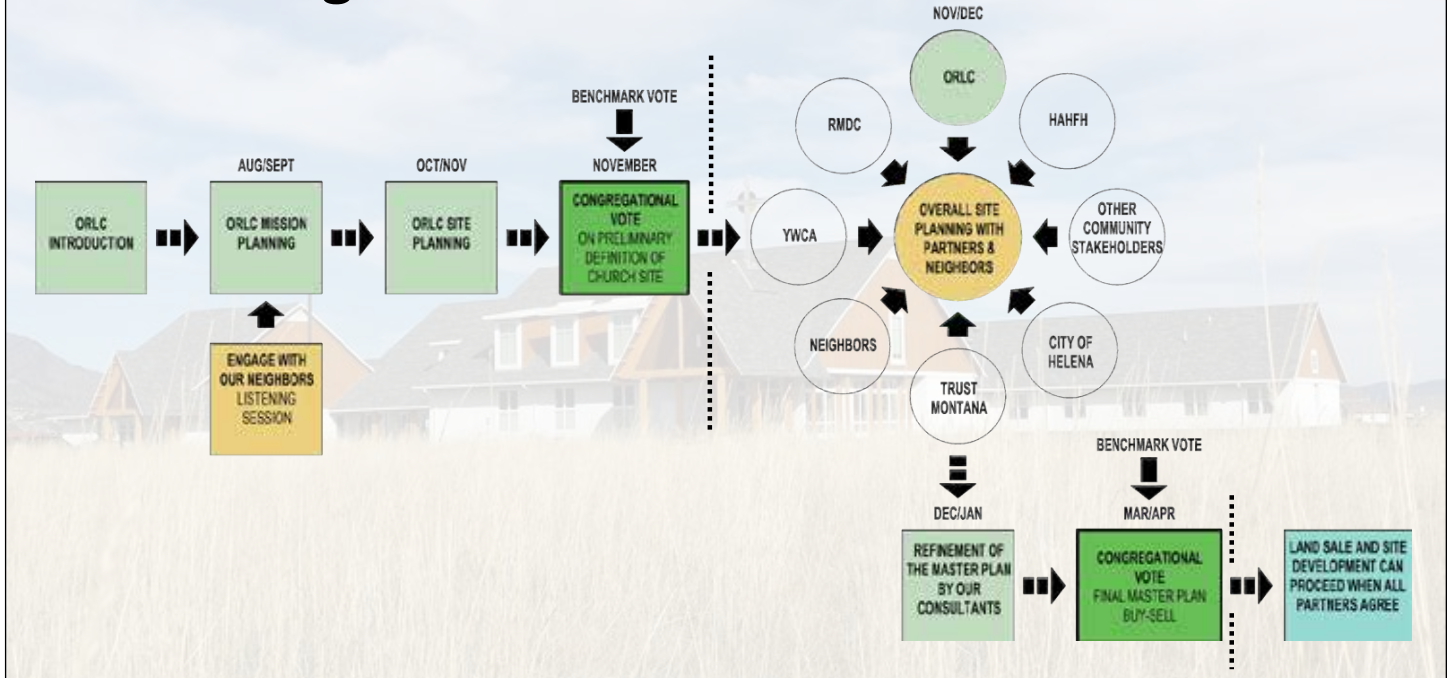 BENCHMARK VOTE
AUG/SEPT
OCT/NOV
NOVEMBER
ORLC
INTRODUCTION
ORLC MISSION
PLANNING
ORLC SITE
PLANNING
CONGREGATIONAL
VOTE
ON PRELIMINARY
DEFINITION OF
CHURCH SITE
ENGAGE WITH
OUR NEIGHBORS
LISTENING
SESSION
NOV/DEC
ORLC
RMDC
HAHFH
YWCA
OVERALL SITE
PLANNING WITH
PARTNERS &
NEIGHBORS
OTHER
COMMUNITY
STAKEHOLDERS
NEIGHBORS
CITY OF
HELENA
TRUST
MONTANA
BENCHMARK VOTE
DEC/JAN
MAR/APR
REFINEMENT OF
THE MASTER PLAN
BY OUR
CONSULTANTS
CONGREGATIONAL
VOTE
FINAL MASTER PLAN
BUY-SELL
LAND SALE AND SITE
DEVELOPMENT CAN
PROCEED WHEN ALL
PARTNERS AGREE